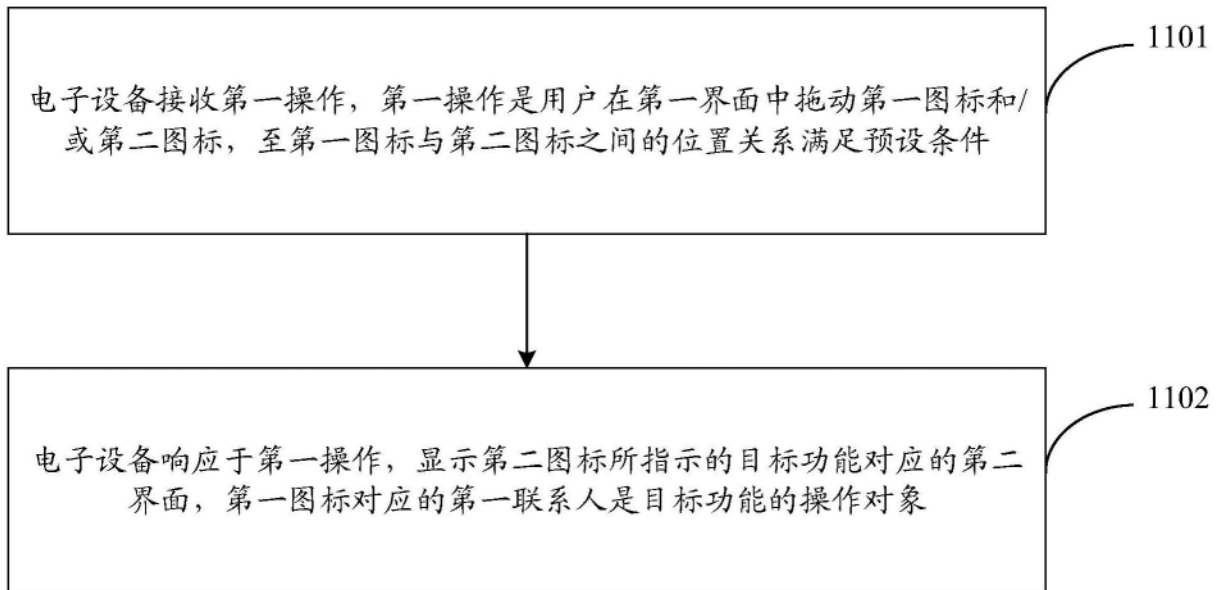 1101
电子设备接收第一操作，第一操作是用户在第一界面中拖动第一图标和/
或第二图标，至第一图标与第二图标之间的位置关系满足预设条件
1102
电子设备响应于第一操作，显示第二图标所指示的目标功能对应的第二
界面，第一图标对应的第一联系人是目标功能的操作对象